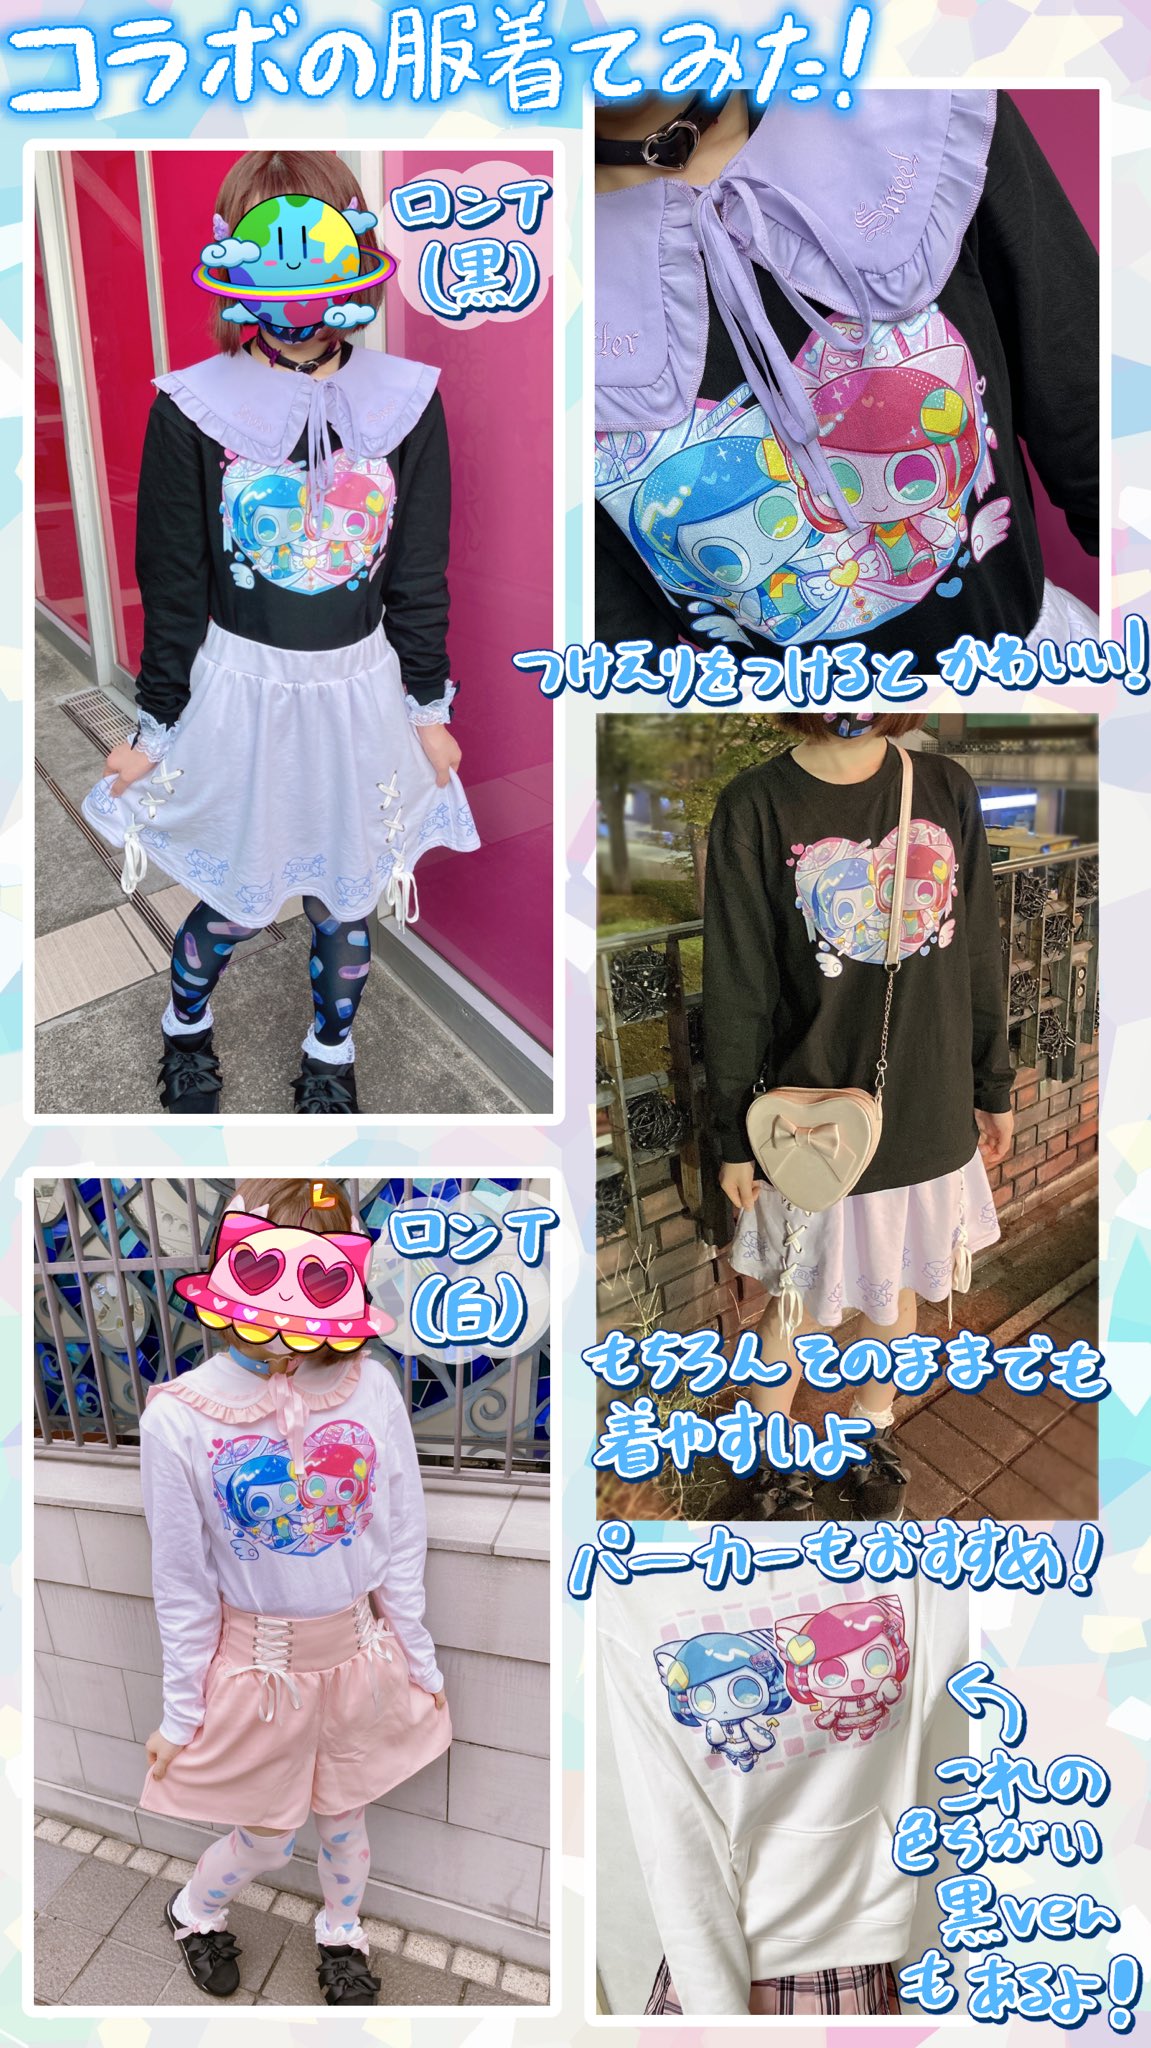 コラボの服着てみた!
ロンT
(黒)
Sweet
つけえりをつけると かわいい!
もちろん そのままでも
着やすいよ
ロンT
(白)
パーカーもおすすめ!
これの
色ちがい
黒ver
も あるよ!
LOVE
YOU